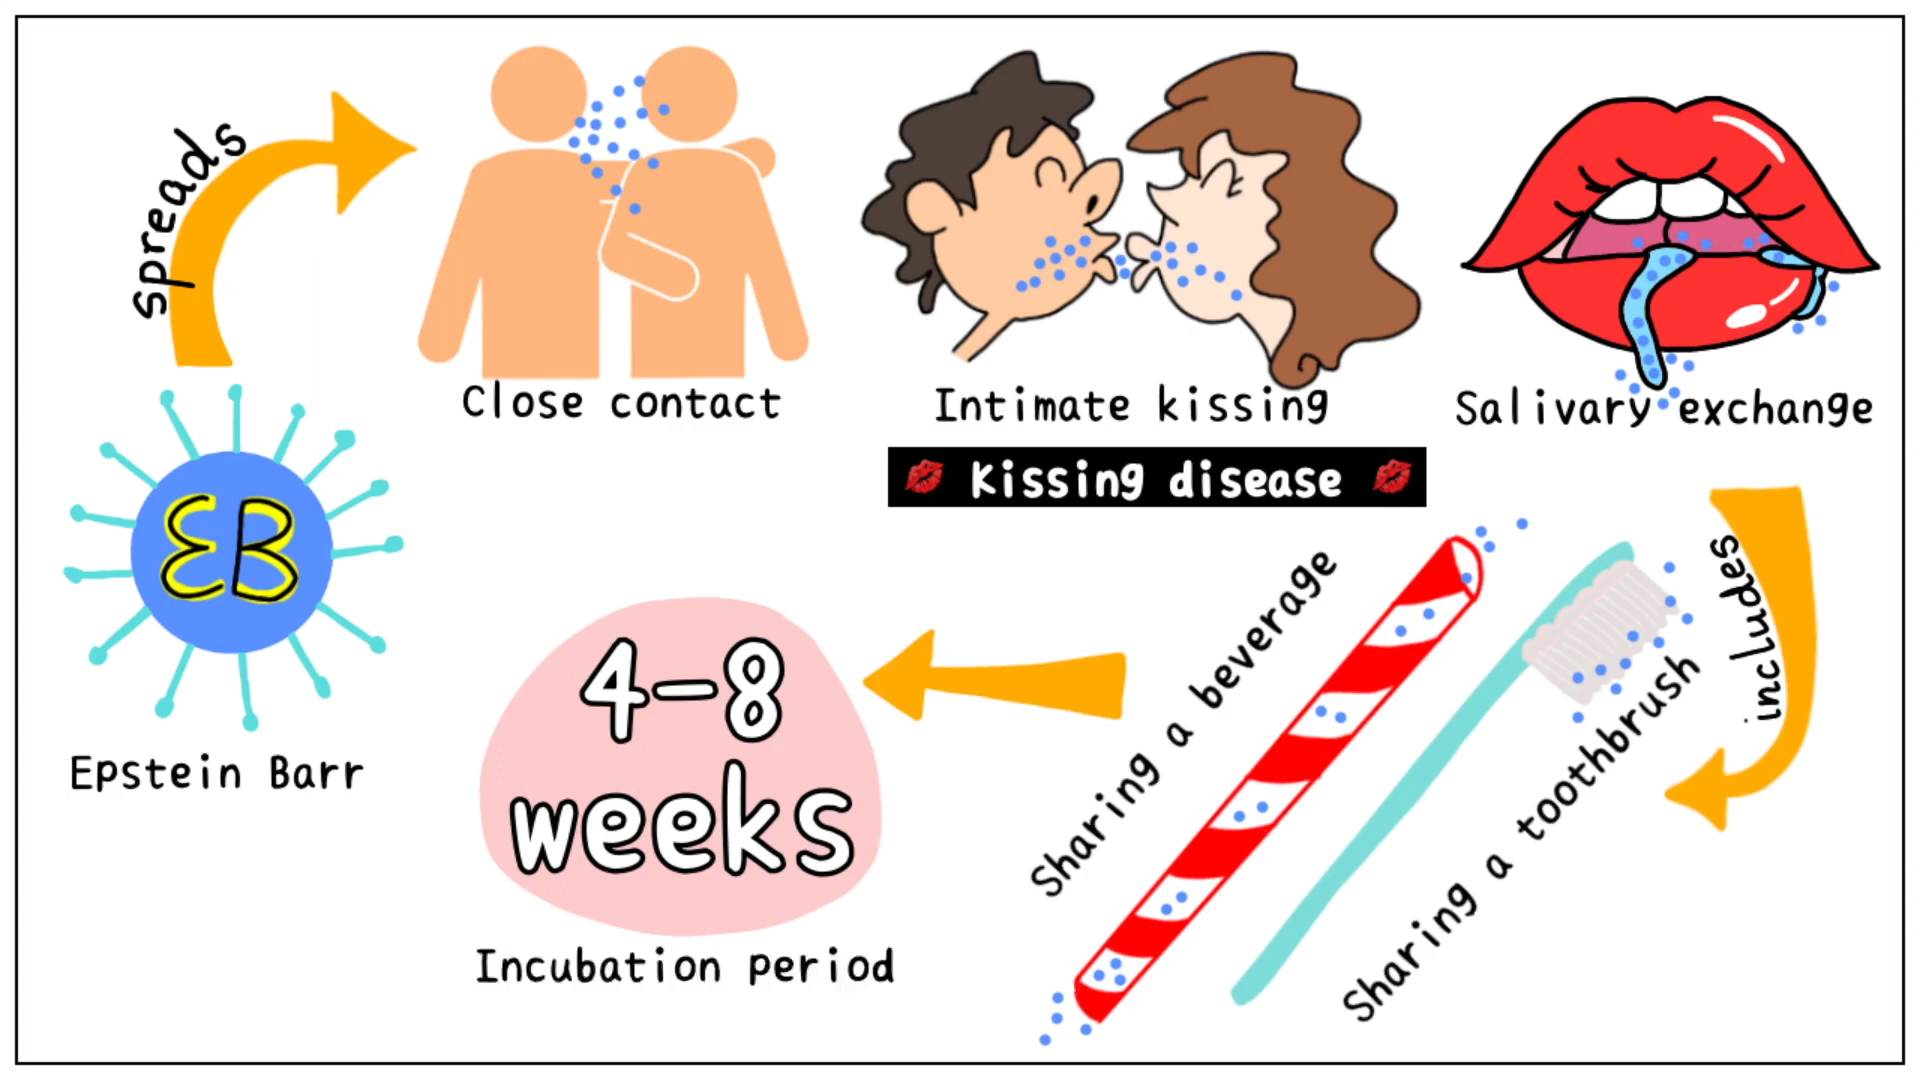 spreads
Close contact
Intimate kissing
Salivary exchange
Kissing disease
EB
Epstein Barr
includes
Sharing a beverage
Sharing a toothbrush
4-8
weeks
Incubation period